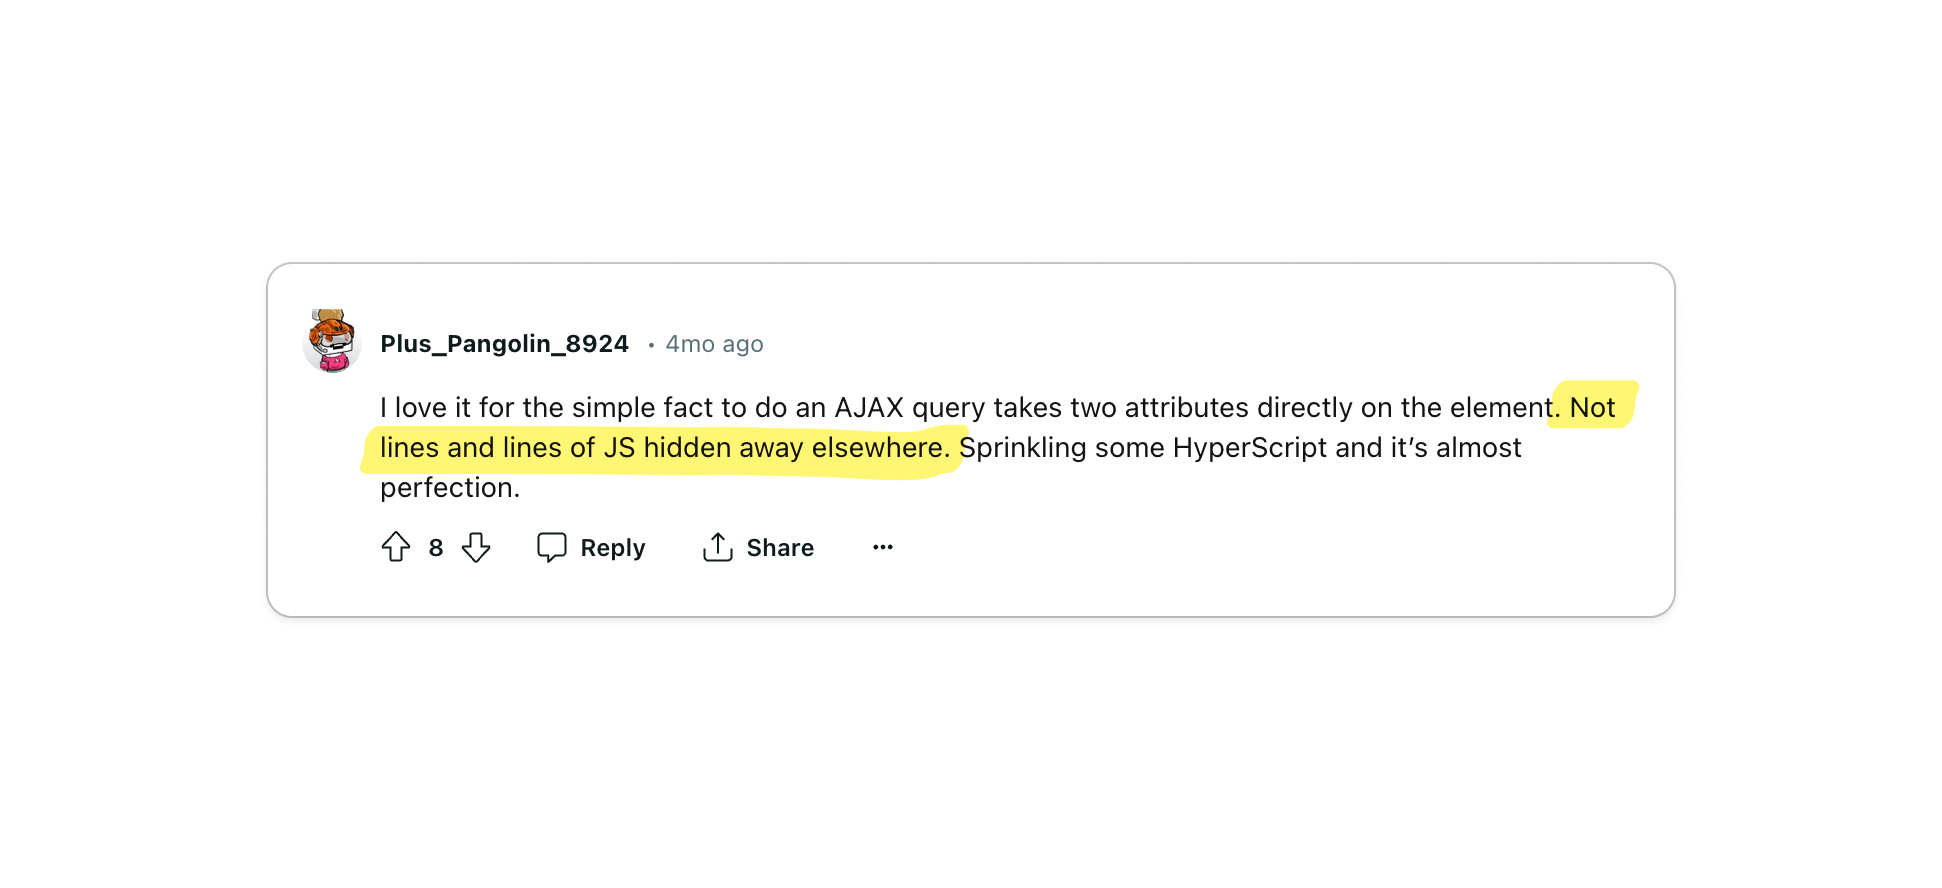 Plus_Pangolin_8924 • 4mo ago
I love it for the simple fact to do an AJAX query takes two attributes directly on the element. Not
lines and lines of JS hidden away elsewhere. Sprinkling some HyperScript and it’s almost
perfection.
8 Reply Share ···